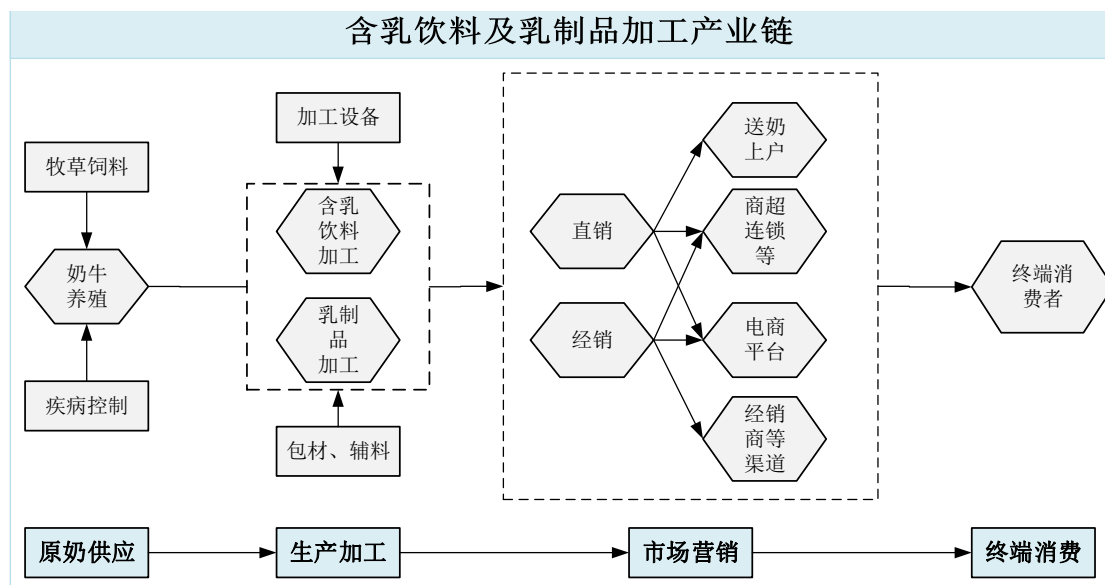 含乳饮料及乳制品加工产业链
加工设备
牧草饲料
奶牛
养殖
疾病控制
含乳
饮料
加工
乳制
品
加工
包材、辅料
直销
经销
送奶
上户
商超
连锁
等
电商
平台
经销
商等
渠道
终端消
费者
原奶供应
生产加工
市场营销
终端消费